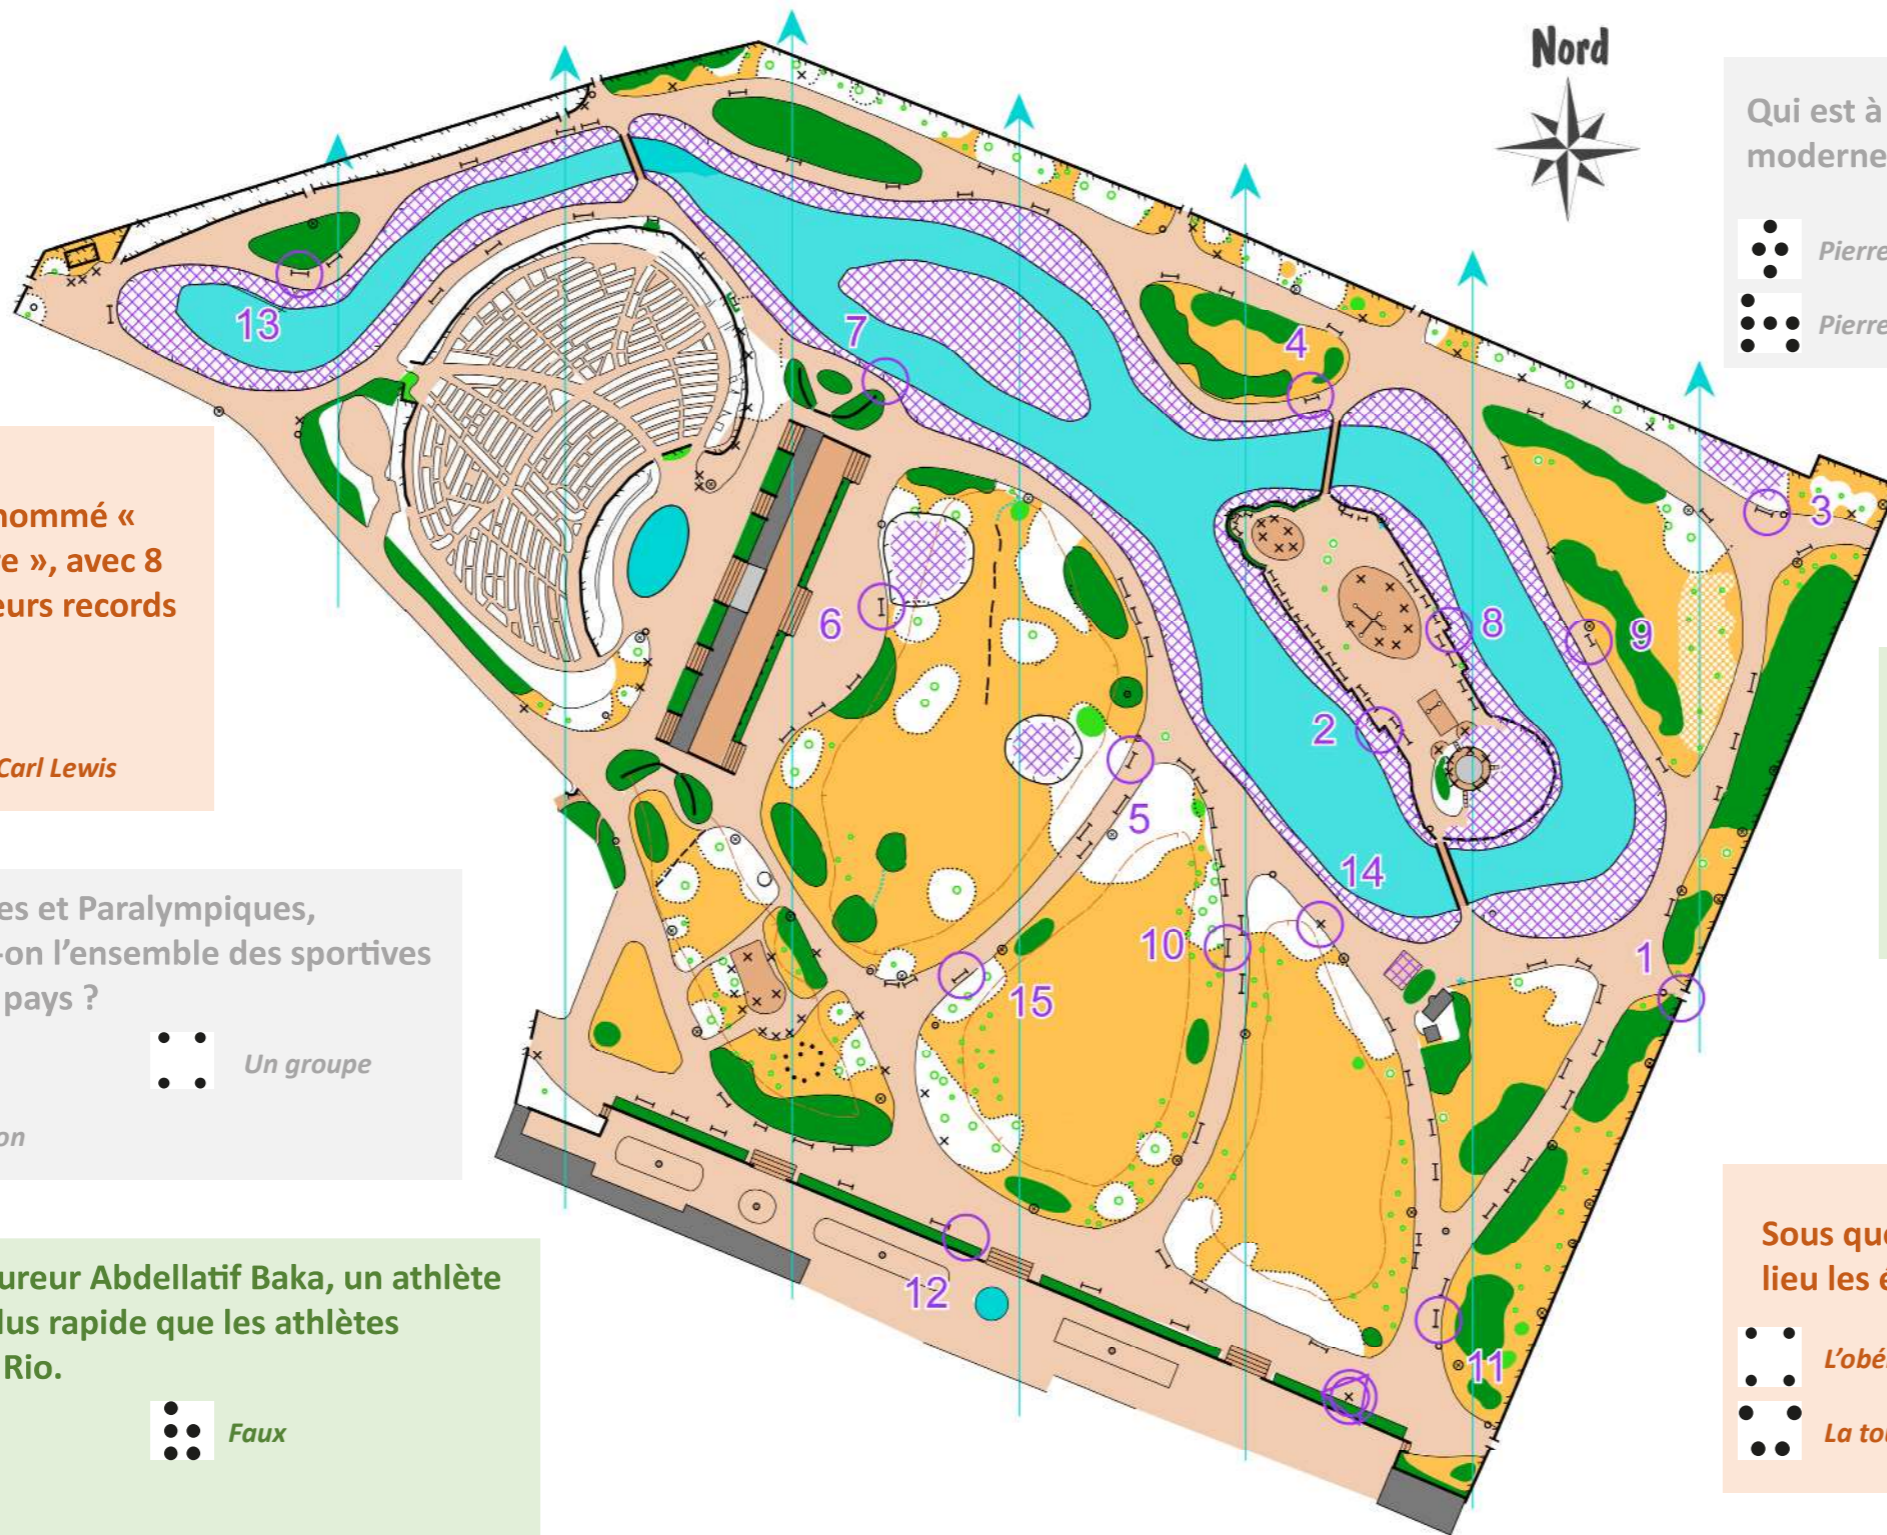 Nord
Qui est à
moderne
Pierre
Pierre
13
7
4
3
nommé «
e », avec 8
eurs records
Carl Lewis
6
8
9
2
5
14
es et Paralympiques,
-on l'ensemble des sportives
pays ?
Un groupe
on
10
15
1
ureur Abdellatif Baka, un athlète
lus rapide que les athlètes
Rio.
Faux
12
11
Sous que
lieu les é
L'obé
La tou